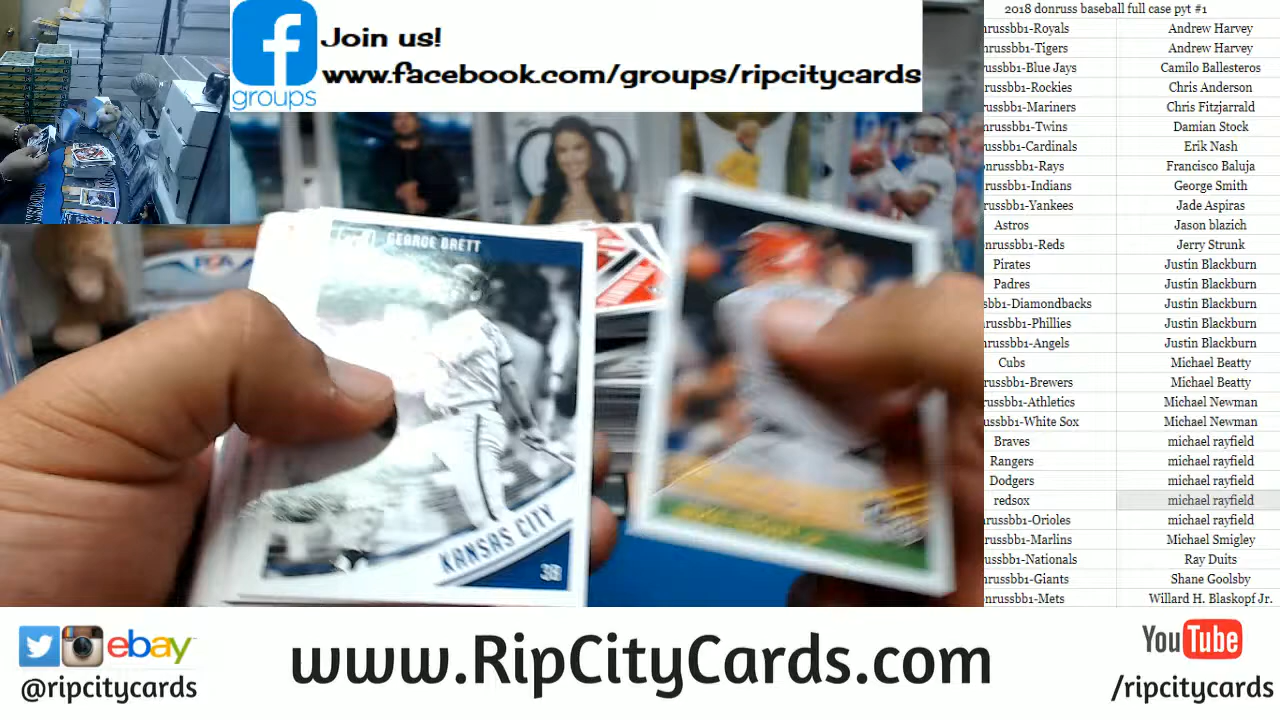 Join us!
www.facebook.com/groups/ripcitycards
groups
2018 donruss baseball full case pyt #1
nrussbb1-Royals Andrew Harvey
nrussbb1-Tigers Andrew Harvey
russbb1-Blue Jays Camilo Ballesteros
russbb1-Rockies Chris Anderson
russbb1-Mariners Chris Fitzjarrald
nrussbb1-Twins Damian Stock
russbb1-Cardinals Erik Nash
nrussbb1-Rays Francisco Baluja
nrussbb1-Indians George Smith
russbb1-Yankees Jade Aspiras
Astros Jason blazich
onrussbb1-Reds Jerry Strunk
Pirates Justin Blackburn
Padres Justin Blackburn
sbb1-Diamondbacks Justin Blackburn
russbb1-Phillies Justin Blackburn
nrussbb1-Angels Justin Blackburn
Cubs Michael Beatty
russbb1-Brewers Michael Beatty
russbb1-Athletics Michael Newman
russbb1-White Sox Michael Newman
Braves michael rayfield
Rangers michael rayfield
Dodgers michael rayfield
redsox michael rayfield
nrussbb1-Orioles michael rayfield
russbb1-Marlins Michael Smigley
ussbb1-Nationals Ray Duits
nrussbb1-Giants Shane Goolsby
onrussbb1-Mets Willard H. Blaskopf Jr.
GEORGE BRETT
KANSAS CITY
3B
ebay
@ripcitycards
www.RipCityCards.com
YouTube
/ripcitycards